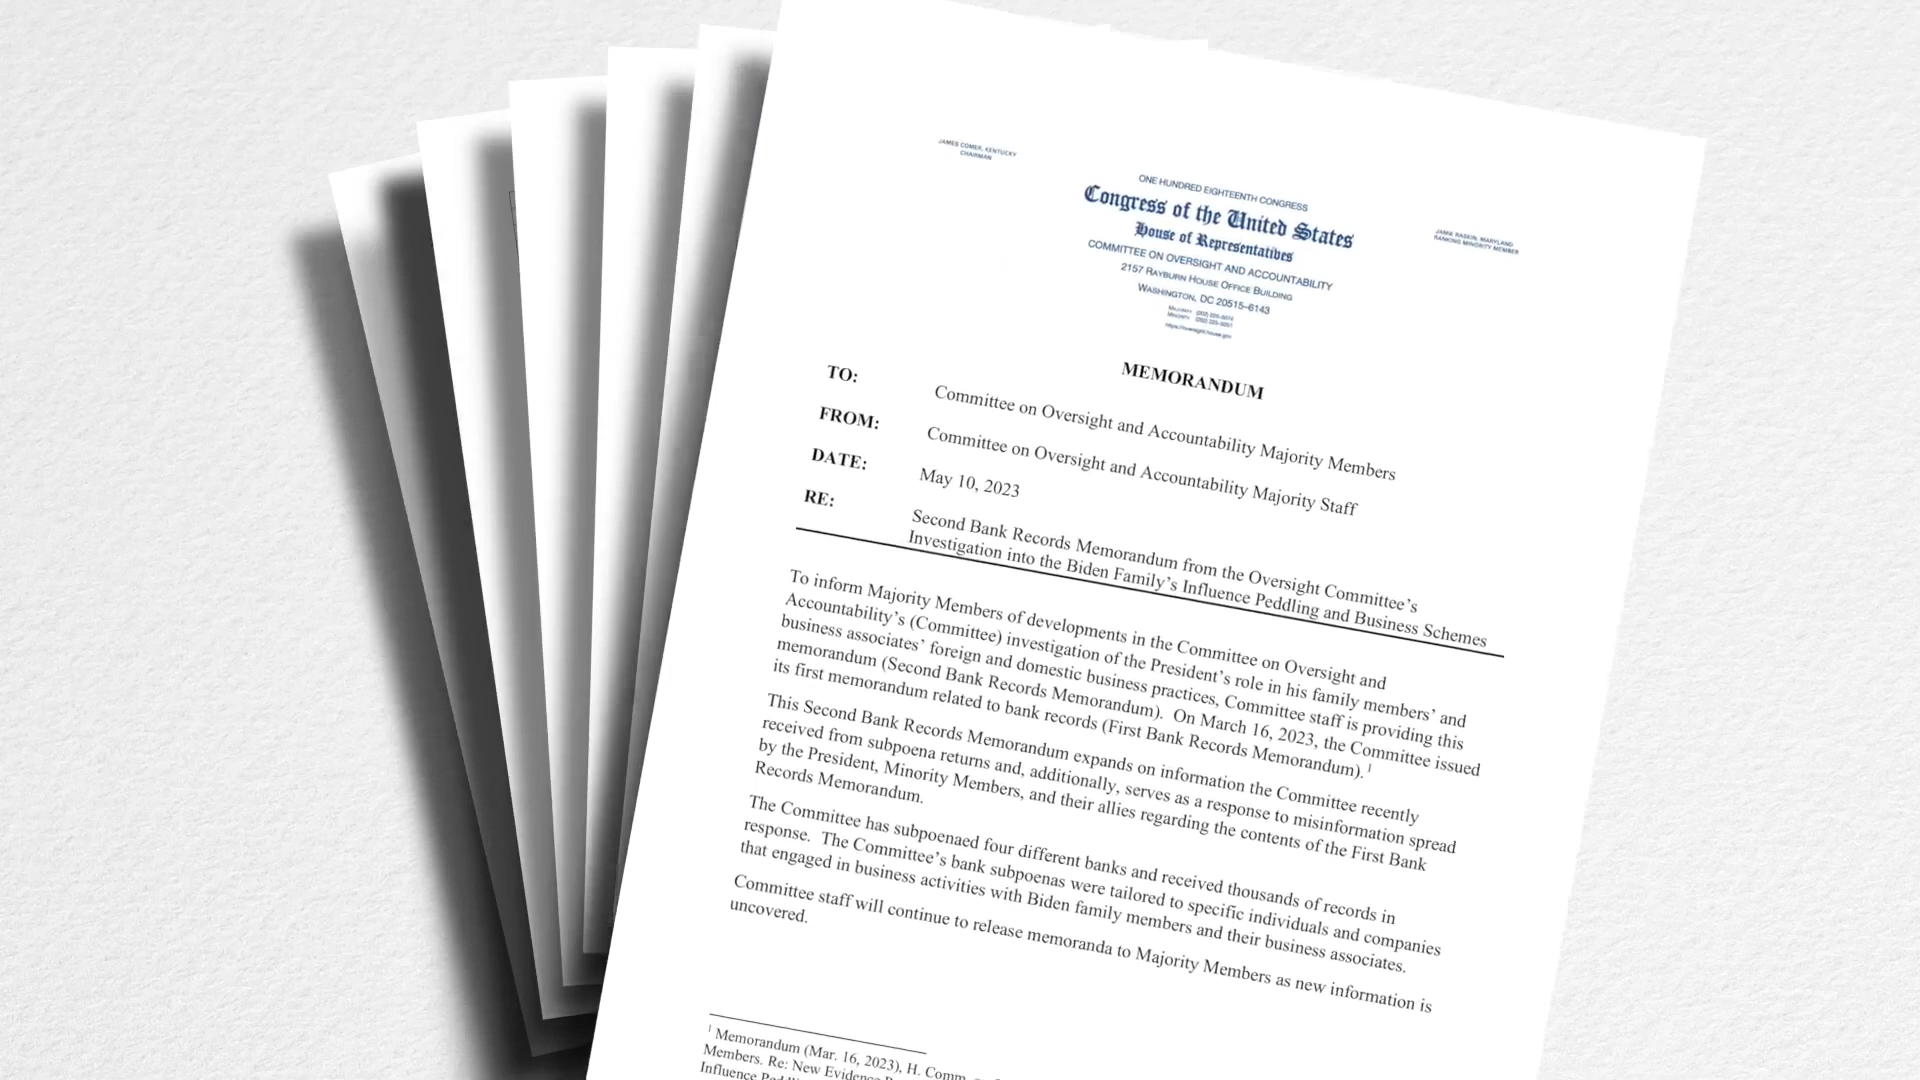 JAMES COMER, KENTUCKY
CHAIRMAN
ONE HUNDRED EIGHTEENTH CONGRESS
Congress of the United States
House of Representatives
COMMITTEE ON OVERSIGHT AND ACCOUNTABILITY
2157 RAYBURN HOUSE OFFICE BUILDING
WASHINGTON, DC 20515–6143
JAMIE RASKIN, MARYLAND
RANKING MINORITY MEMBER
https://oversight.house.gov
MEMORANDUM
TO: Committee on Oversight and Accountability Majority Members
FROM: Committee on Oversight and Accountability Majority Staff
DATE: May 10, 2023
RE: Second Bank Records Memorandum from the Oversight Committee’s
Investigation into the Biden Family’s Influence Peddling and Business Schemes
To inform Majority Members of developments in the Committee on Oversight and
Accountability’s (Committee) investigation of the President’s role in his family members’ and
business associates’ foreign and domestic business practices, Committee staff is providing this
memorandum (Second Bank Records Memorandum). On March 16, 2023, the Committee issued
its first memorandum related to bank records (First Bank Records Memorandum).1
This Second Bank Records Memorandum expands on information the Committee recently
received from subpoena returns and, additionally, serves as a response to misinformation spread
by the President, Minority Members, and their allies regarding the contents of the First Bank
Records Memorandum.
The Committee has subpoenaed four different banks and received thousands of records in
response. The Committee’s bank subpoenas were tailored to specific individuals and companies
that engaged in business activities with Biden family members and their business associates.
Committee staff will continue to release memoranda to Majority Members as new information is
uncovered.
1 Memorandum (Mar. 16, 2023), H. Comm.
Members. Re: New Evidence
Influence